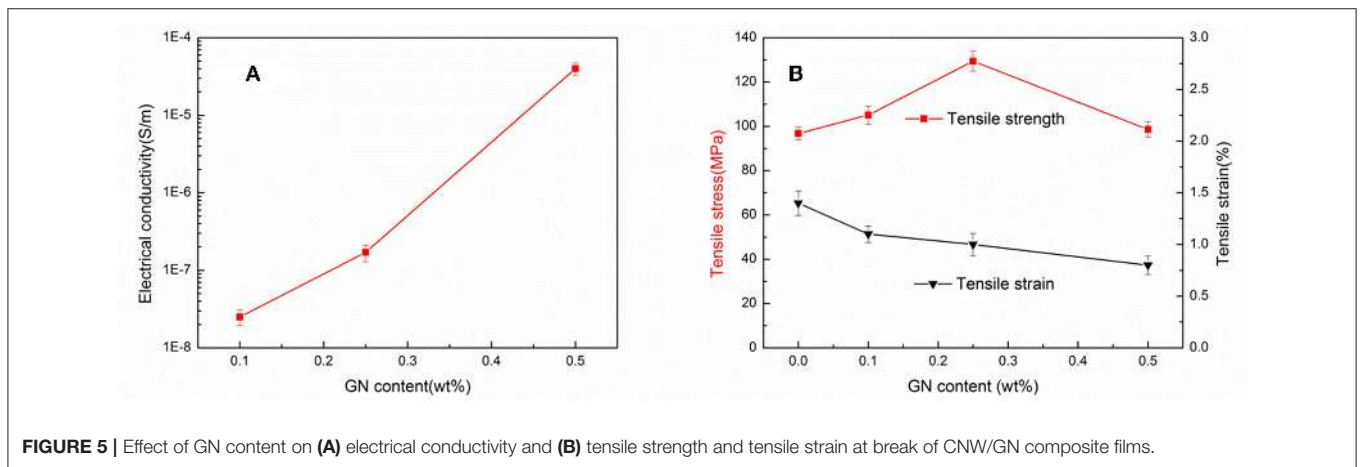 A
1E-4
1E-5
1E-6
1E-7
1E-8
Electrical conductivity(S/m)
0.1 0.2 0.3 0.4 0.5
GN content(wt%)
B
140
120
100
80
60
40
20
0
Tensile stress(MPa)
Tensile strength
Tensile strain
3.0
2.5
2.0
1.5
1.0
0.5
0.0
Tensile strain(%)
0.0 0.1 0.2 0.3 0.4 0.5
GN content (wt%)
FIGURE 5 | Effect of GN content on (A) electrical conductivity and (B) tensile strength and tensile strain at break of CNW/GN composite films.